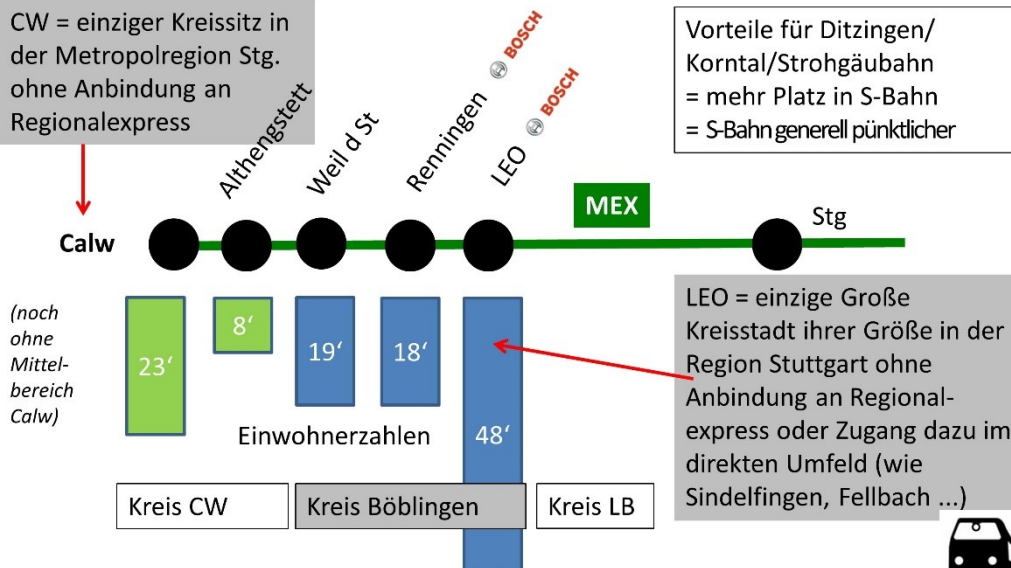 CW = einziger Kreissitz in
der Metropolregion Stg.
ohne Anbindung an
Regionalexpress
Vorteile für Ditzingen/
Korntal/Strohgäubahn
= mehr Platz in S-Bahn
= S-Bahn generell pünktlicher
Calw
Althengstett
Weil d St
Renningen
BOSCH
LEO
BOSCH
MEX
Stg
(noch
ohne
Mittel-
bereich
Calw)
23‘
8‘
19‘
18‘
48‘
Einwohnerzahlen
LEO = einzige Große
Kreisstadt ihrer Größe in der
Region Stuttgart ohne
Anbindung an Regional-
express oder Zugang dazu im
direkten Umfeld (wie
Sindelfingen, Fellbach ...)
Kreis CW
Kreis Böblingen
Kreis LB